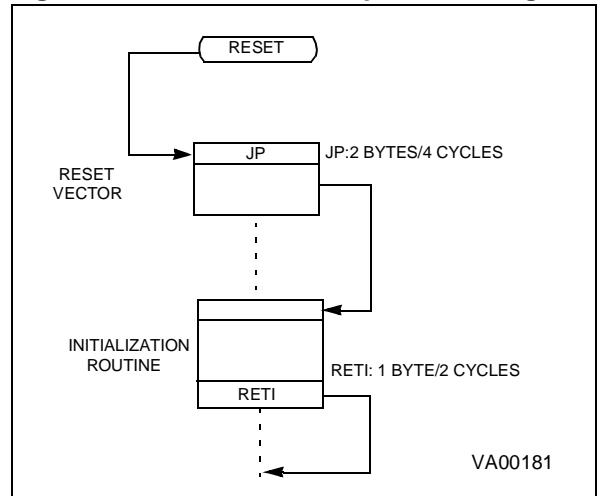 RESET
JP
JP:2 BYTES/4 CYCLES
RESET
VECTOR
INITIALIZATION
ROUTINE
RETI: 1 BYTE/2 CYCLES
RETI
VA00181